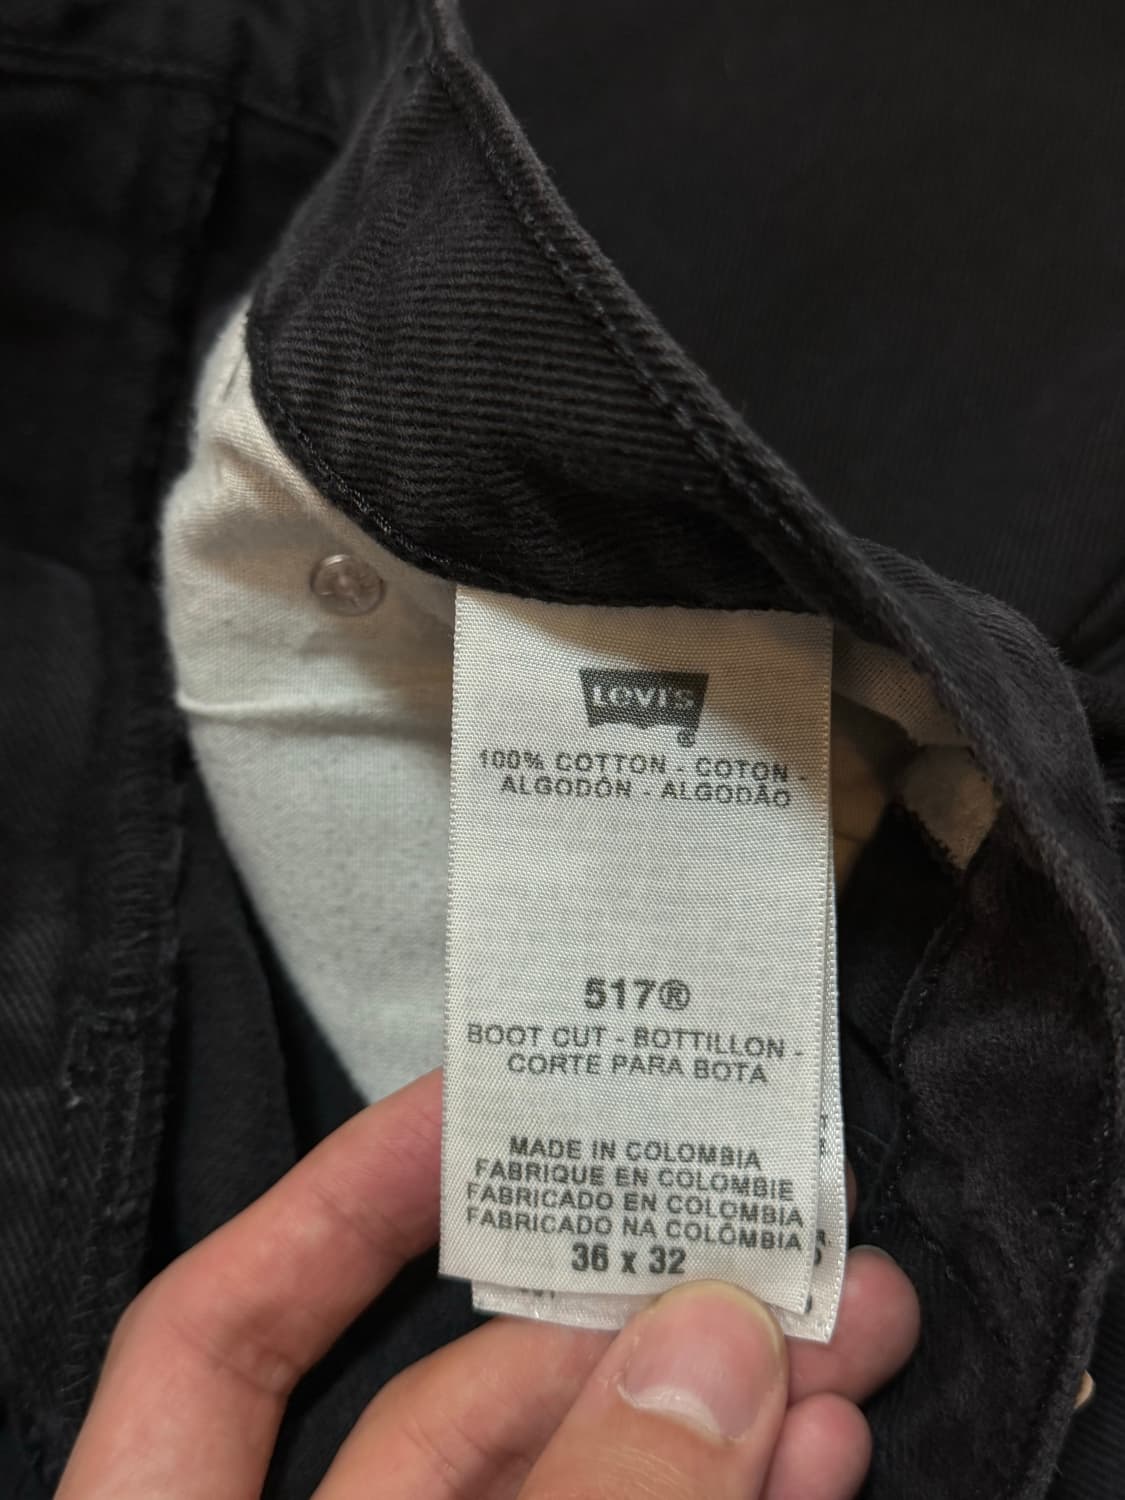 Levi's
100% COTTON - COTON -
ALGODÓN - ALGODÃO
517®
BOOT CUT - BOTTILLON -
CORTE PARA BOTA
MADE IN COLOMBIA
FABRIQUE EN COLOMBIE
FABRICADO EN COLOMBIA
FABRICADO NA COLÔMBIA
36 x 32